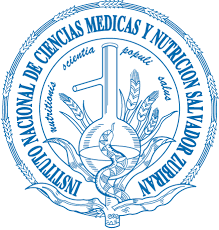 INSTITUTO NACIONAL DE CIENCIAS MEDICAS Y NUTRICION SALVADOR ZUBIRAN
nutritionis scientia populi salus